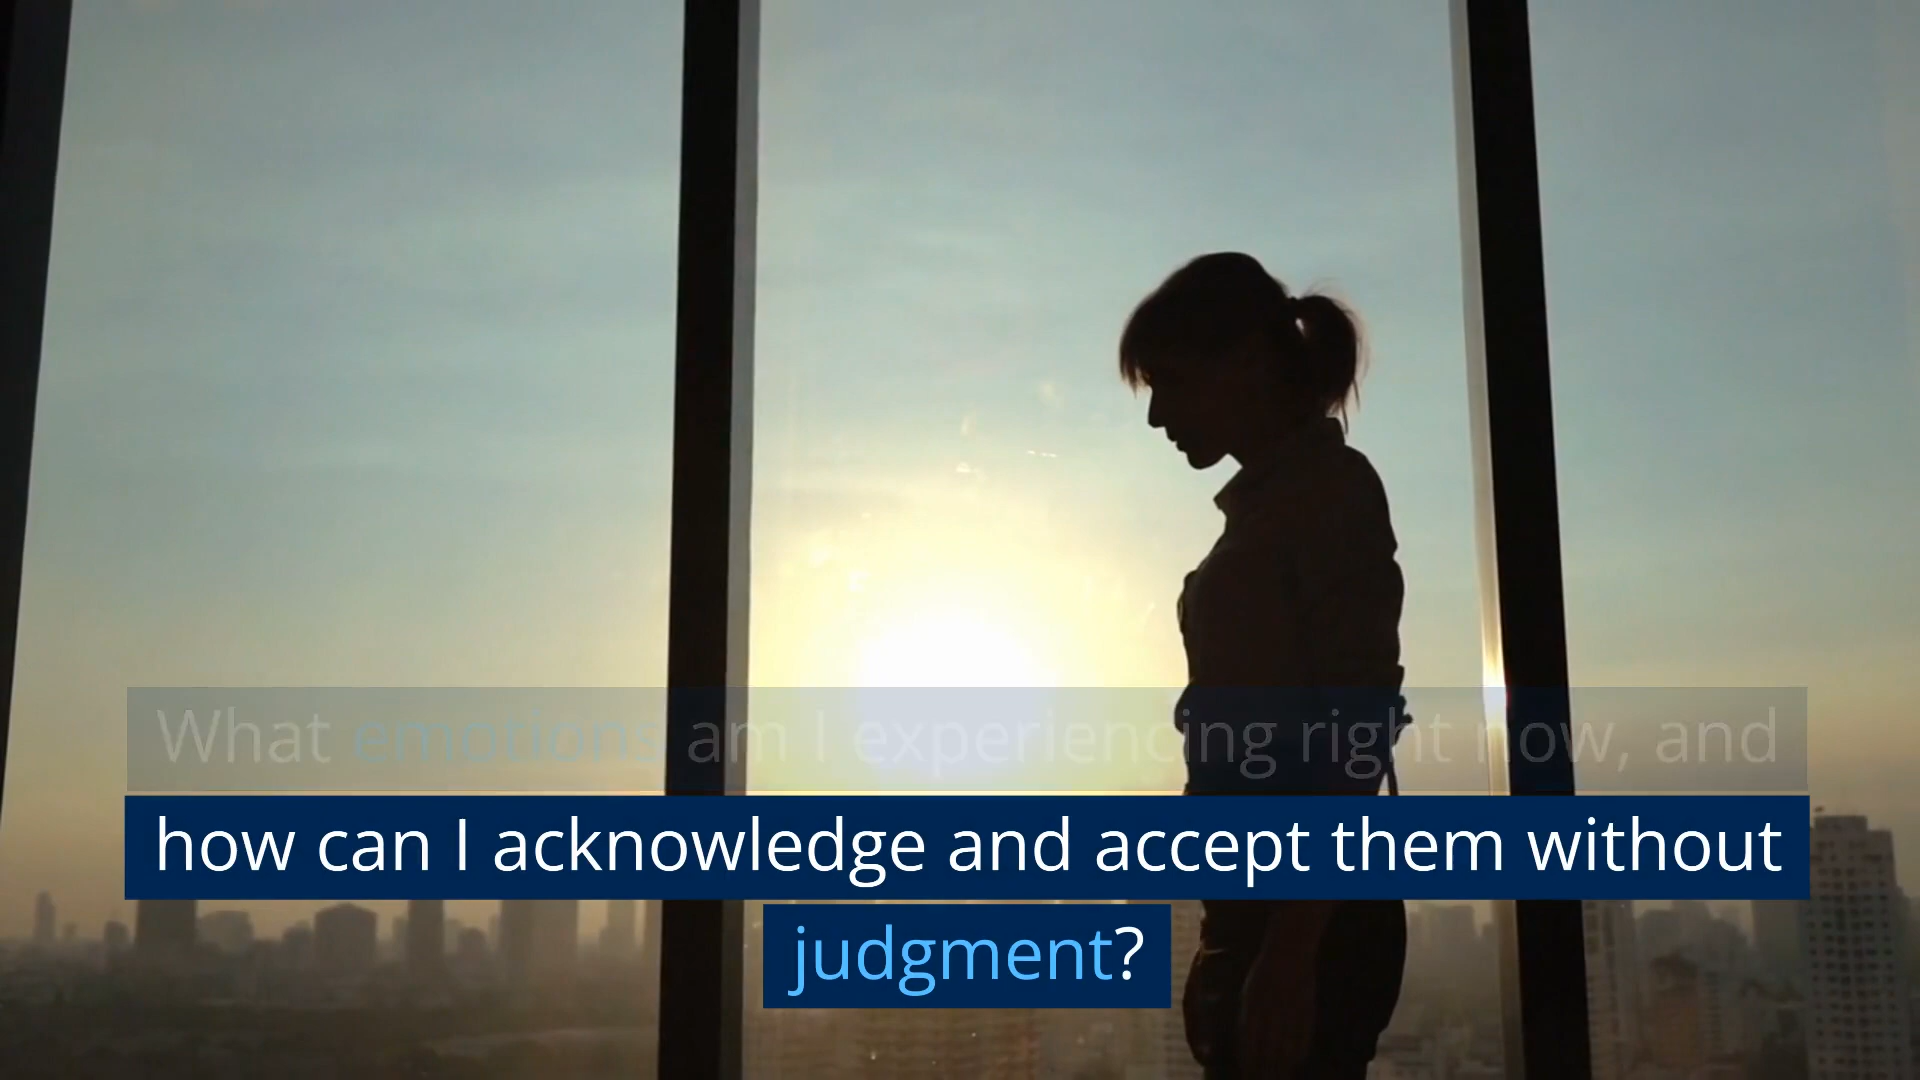 What emotions am I experiencing right now, and
how can I acknowledge and accept them without
judgment?